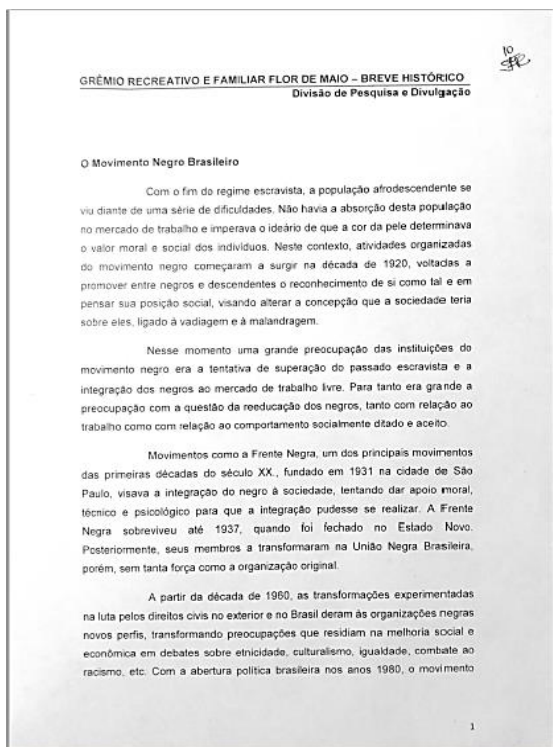 10
GRÊMIO RECREATIVO E FAMILIAR FLOR DE MAIO – BREVE HISTÓRICO
Divisão de Pesquisa e Divulgação
O Movimento Negro Brasileiro
Com o fim do regime escravista, a população afrodescendente se
viu diante de uma série de dificuldades. Não havia a absorção desta população
no mercado de trabalho e imperava o ideário de que a cor da pele determinava
o valor moral e social dos indivíduos. Neste contexto, atividades organizadas
do movimento negro começaram a surgir na década de 1920, voltadas a
promover entre negros e descendentes o reconhecimento de si como tal e em
pensar sua posição social, visando alterar a concepção que a sociedade teria
sobre eles, ligado à vadiagem e à malandragem.
Nesse momento uma grande preocupação das instituições do
movimento negro era a tentativa de superação do passado escravista e a
integração dos negros ao mercado de trabalho livre. Para tanto era grande a
preocupação com a questão da reeducação dos negros, tanto com relação ao
trabalho como com relação ao comportamento socialmente ditado e aceito.
Movimentos como a Frente Negra, um dos principais movimentos
das primeiras décadas do século XX., fundado em 1931 na cidade de São
Paulo, visava a integração do negro à sociedade, tentando dar apoio moral,
técnico e psicológico para que a integração pudesse se realizar. A Frente
Negra sobreviveu até 1937, quando foi fechado no Estado Novo.
Posteriormente, seus membros a transformaram na União Negra Brasileira,
porém, sem tanta força como a organização original.
A partir da década de 1960, as transformações experimentadas
na luta pelos direitos civis no exterior e no Brasil deram às organizações negras
novos perfis, transformando preocupações que residiam na melhoria social e
econômica em debates sobre etnicidade, culturalismo, igualdade, combate ao
racismo, etc. Com a abertura política brasileira nos anos 1980, o movimento
1